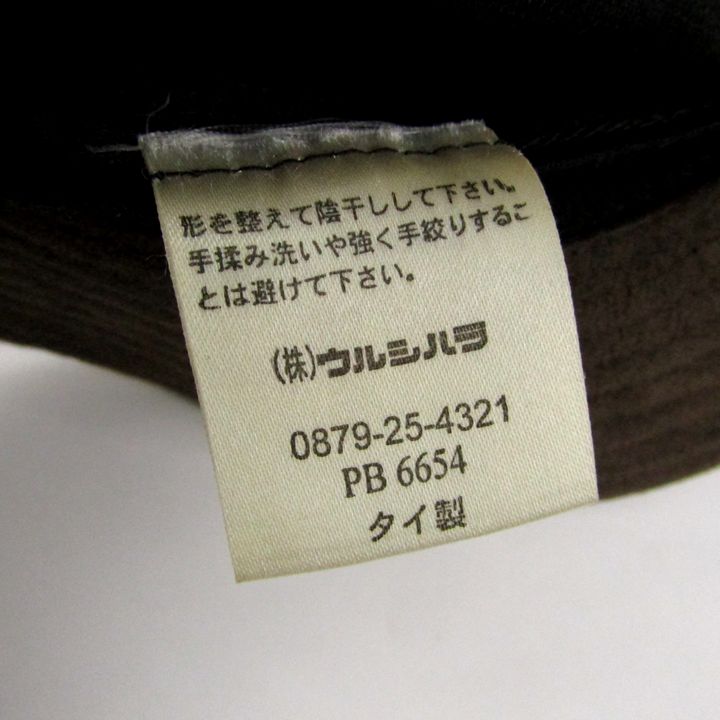 形を整えて陰干しして下さい。
手揉み洗いや強く手絞りするこ
とは避けて下さい。
(株)ウルシハラ
0879-25-4321
PB 6654
タイ製